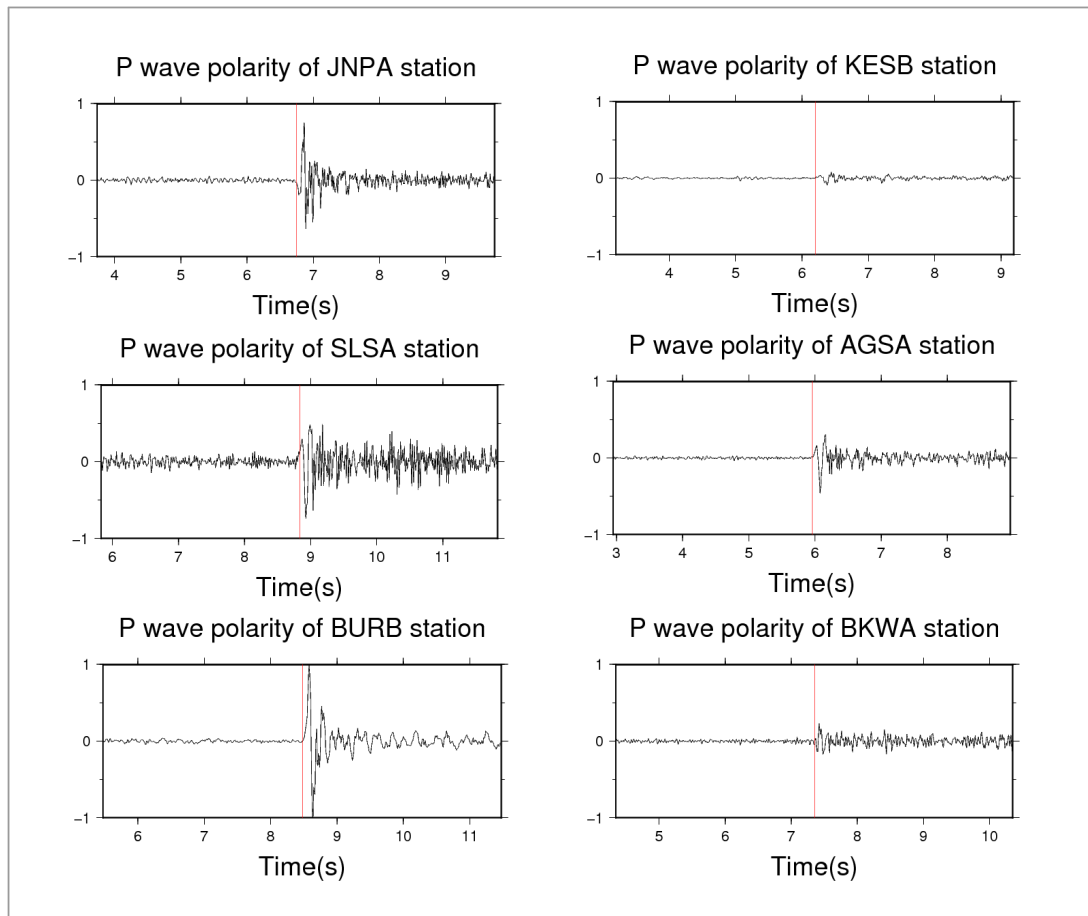 P wave polarity of JNPA station
1
0
−1
4 5 6 7 8 9
Time(s)
P wave polarity of KESB station
1
0
−1
4 5 6 7 8 9
Time(s)
P wave polarity of SLSA station
1
0
−1
6 7 8 9 10 11
Time(s)
P wave polarity of AGSA station
1
0
−1
3 4 5 6 7 8
Time(s)
P wave polarity of BURB station
1
0
−1
6 7 8 9 10 11
Time(s)
P wave polarity of BKWA station
1
0
−1
5 6 7 8 9 10
Time(s)